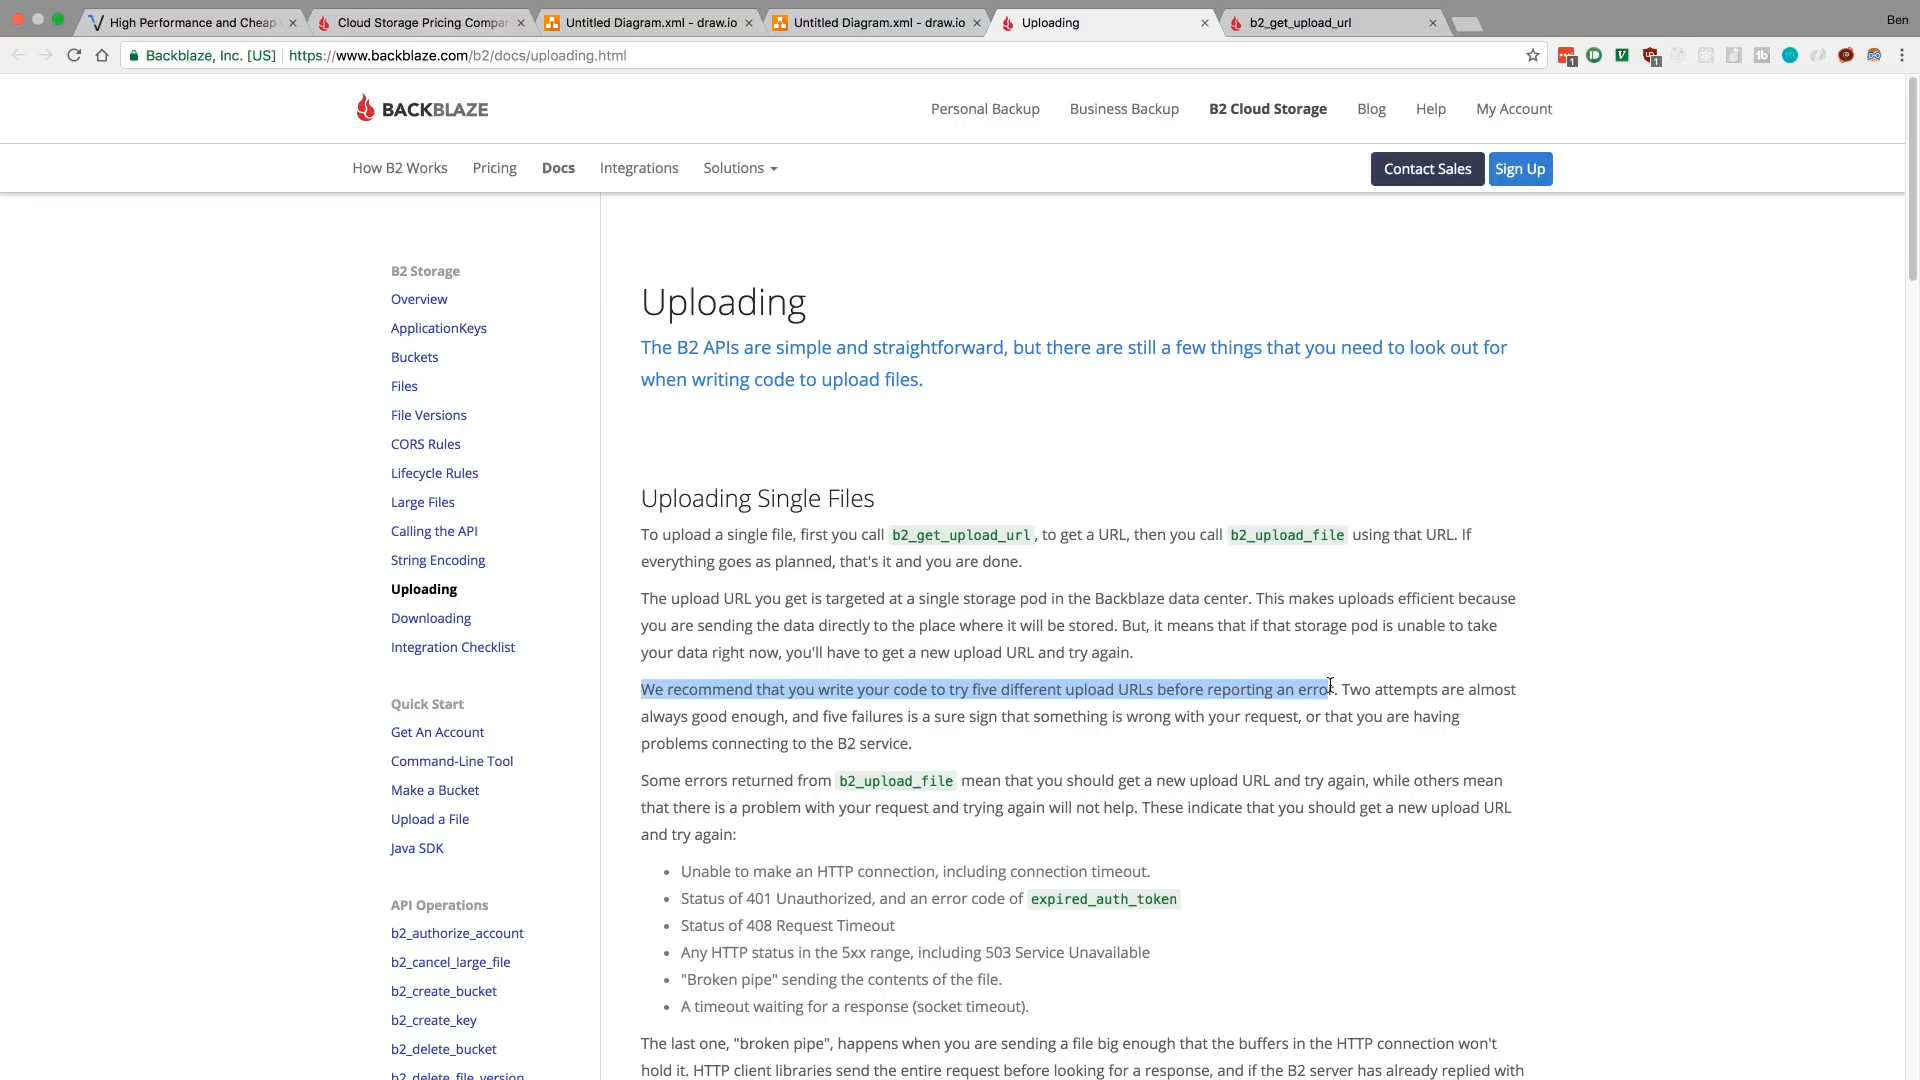 High Performance and Cheap
Cloud Storage Pricing Compar
Untitled Diagram.xml - draw.io
Untitled Diagram.xml - draw.io
Uploading
b2_get_upload_url
Ben
Backblaze, Inc. [US] https://www.backblaze.com/b2/docs/uploading.html
BACKBLAZE
Personal Backup Business Backup B2 Cloud Storage Blog Help My Account
How B2 Works Pricing Docs Integrations Solutions
Contact Sales Sign Up
B2 Storage
Overview
ApplicationKeys
Buckets
Files
File Versions
CORS Rules
Lifecycle Rules
Large Files
Calling the API
String Encoding
Uploading
Downloading
Integration Checklist
Quick Start
Get An Account
Command-Line Tool
Make a Bucket
Upload a File
Java SDK
API Operations
b2_authorize_account
b2_cancel_large_file
b2_create_bucket
b2_create_key
b2_delete_bucket
b2_delete_file_version
Uploading
The B2 APIs are simple and straightforward, but there are still a few things that you need to look out for
when writing code to upload files.
Uploading Single Files
To upload a single file, first you call b2_get_upload_url, to get a URL, then you call b2_upload_file using that URL. If
everything goes as planned, that's it and you are done.
The upload URL you get is targeted at a single storage pod in the Backblaze data center. This makes uploads efficient because
you are sending the data directly to the place where it will be stored. But, it means that if that storage pod is unable to take
your data right now, you'll have to get a new upload URL and try again.
We recommend that you write your code to try five different upload URLs before reporting an error. Two attempts are almost
always good enough, and five failures is a sure sign that something is wrong with your request, or that you are having
problems connecting to the B2 service.
Some errors returned from b2_upload_file mean that you should get a new upload URL and try again, while others mean
that there is a problem with your request and trying again will not help. These indicate that you should get a new upload URL
and try again:
• Unable to make an HTTP connection, including connection timeout.
• Status of 401 Unauthorized, and an error code of expired_auth_token
• Status of 408 Request Timeout
• Any HTTP status in the 5xx range, including 503 Service Unavailable
• "Broken pipe" sending the contents of the file.
• A timeout waiting for a response (socket timeout).
The last one, "broken pipe", happens when you are sending a file big enough that the buffers in the HTTP connection won't
hold it. HTTP client libraries send the entire request before looking for a response, and if the B2 server has already replied with